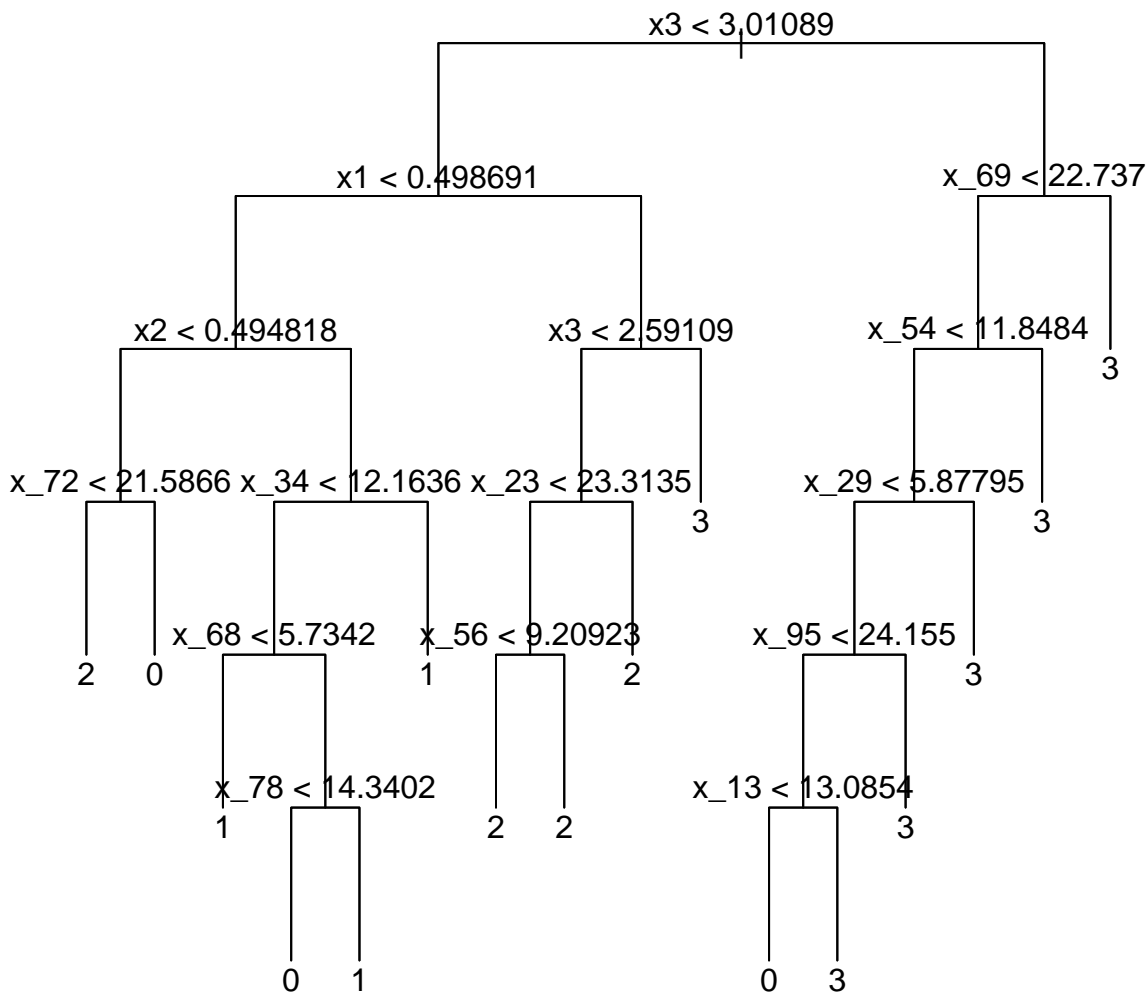 x3 < 3.01089
x1 < 0.498691
x_69 < 22.737
x2 < 0.494818
x3 < 2.59109
x_54 < 11.8484
3
x_72 < 21.5866
x_34 < 12.1636
x_23 < 23.3135
3
x_29 < 5.87795
3
2
0
x_68 < 5.7342
1
x_56 < 9.20923
2
x_95 < 24.155
3
1
x_78 < 14.3402
2
2
x_13 < 13.0854
3
0
1
0
3